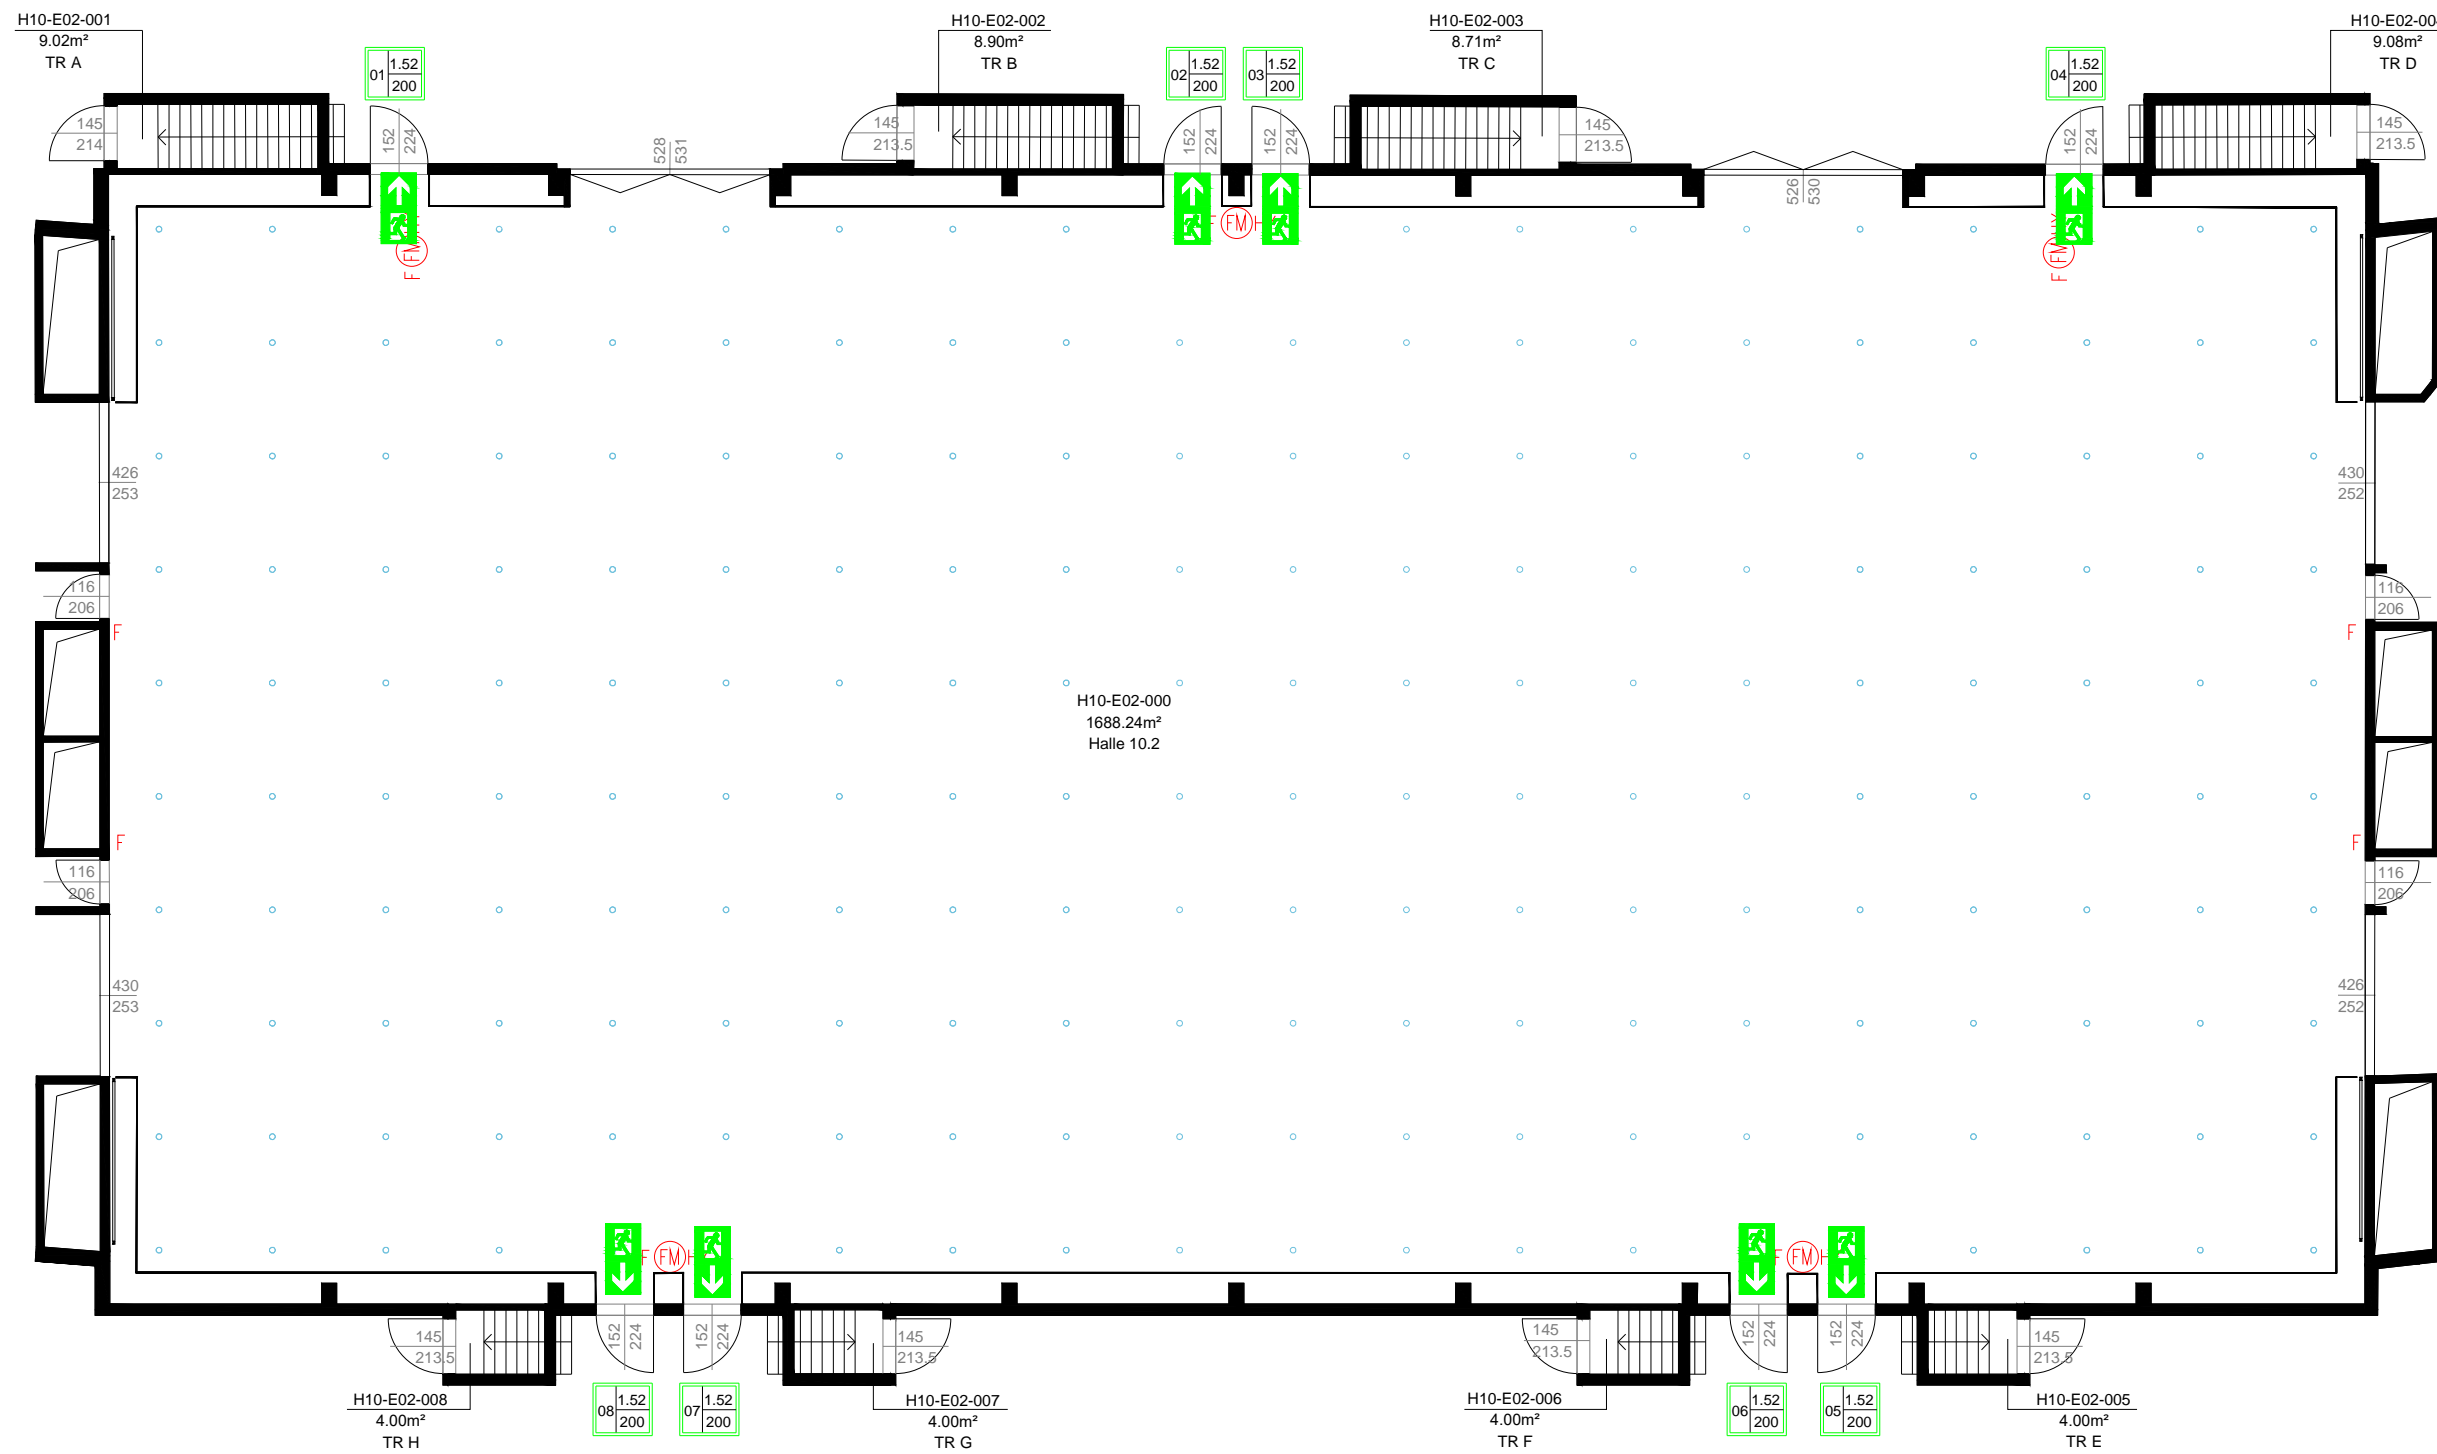 H10-E02-001
9.02m²
TR A
H10-E02-002
8.90m²
TR B
H10-E02-003
8.71m²
TR C
9.08m²
TR D
01 1.52
200
02 1.52
200
03 1.52
200
04 1.52
200
145
214
152
224
528
531
145
213.5
152
224
152
224
145
213.5
526
530
152
224
145
213.5
F FM
F FM H
F FM
426
253
430
252
116
206
116
206
F
F
H10-E02-000
1688.24m²
Halle 10.2
F
F
116
206
116
206
430
253
426
252
F FM H
F FM H
145
213.5
152
224
152
224
145
213.5
145
213.5
152
224
152
224
145
213.5
H10-E02-008
4.00m²
TR H
08 1.52
200
07 1.52
200
H10-E02-007
4.00m²
TR G
H10-E02-006
4.00m²
TR F
06 1.52
200
05 1.52
200
H10-E02-005
4.00m²
TR E